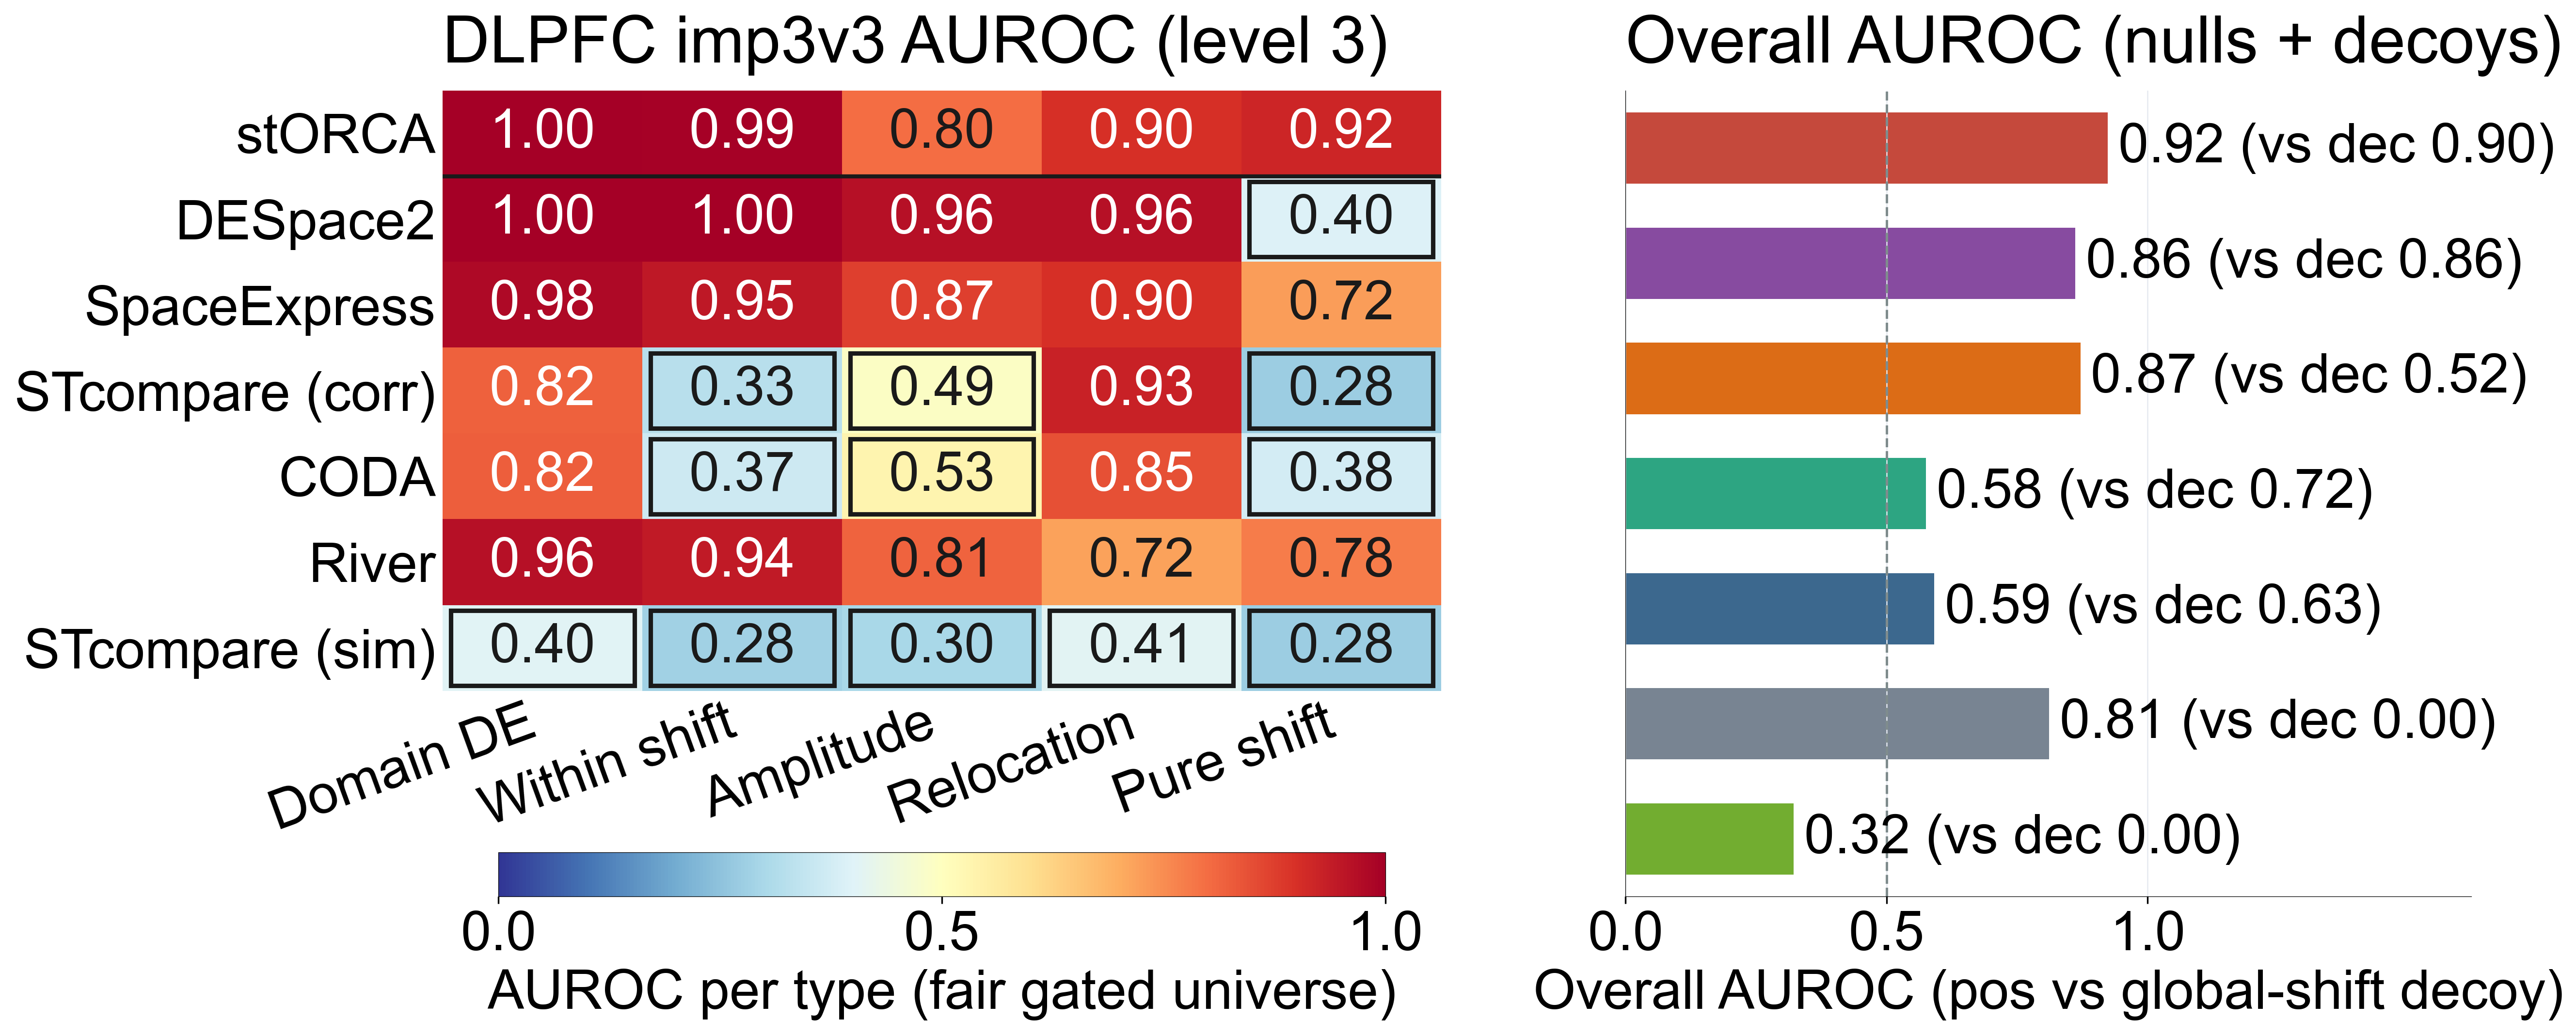 DLPFC imp3v3 AUROC (level 3)
stORCA 1.00 0.99 0.80 0.90 0.92
DESpace2 1.00 1.00 0.96 0.96 0.40
SpaceExpress 0.98 0.95 0.87 0.90 0.72
STcompare (corr) 0.82 0.33 0.49 0.93 0.28
CODA 0.82 0.37 0.53 0.85 0.38
River 0.96 0.94 0.81 0.72 0.78
STcompare (sim) 0.40 0.28 0.30 0.41 0.28
Domain DE
Within shift
Amplitude
Relocation
Pure shift
0.0 0.5 1.0
AUROC per type (fair gated universe)
Overall AUROC (nulls + decoys)
0.92 (vs dec 0.90)
0.86 (vs dec 0.86)
0.87 (vs dec 0.52)
0.58 (vs dec 0.72)
0.59 (vs dec 0.63)
0.81 (vs dec 0.00)
0.32 (vs dec 0.00)
0.0 0.5 1.0
Overall AUROC (pos vs global-shift decoy)